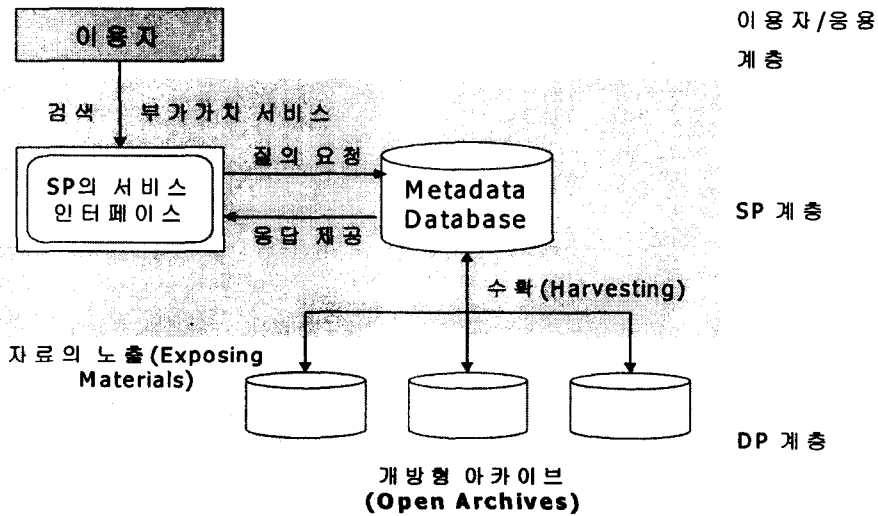 이용자
이용자/응용
계층
검색 부가가치 서비스
질의 요청
SP의 서비스
인터페이스
Metadata
Database
SP 계층
응답 제공
수확(Harvesting)
자료의 노출(Exposing
Materials)
DP 계층
개방형 아카이브
(Open Archives)